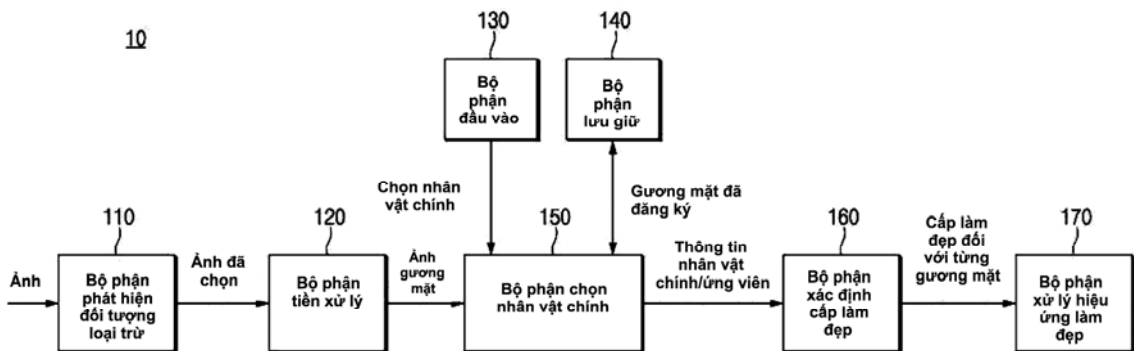 10
130
140
Bộ
phận
đầu vào
Bộ
phận
lưu giữ
Chọn nhân
vật chính
Gương mặt đã
đăng ký
110
120
150
160
170
Ảnh
Bộ phận
phát hiện
đối tượng
loại trừ
Ảnh đã
chọn
Bộ phận
tiền xử lý
Ảnh
gương
mặt
Bộ phận chọn
nhân vật chính
Thông tin
nhân vật
chính/ứng viên
Bộ phận
xác định
cấp làm
đẹp
Cấp làm
đẹp đối
với từng
gương mặt
Bộ phận
xử lý hiệu
ứng làm
đẹp